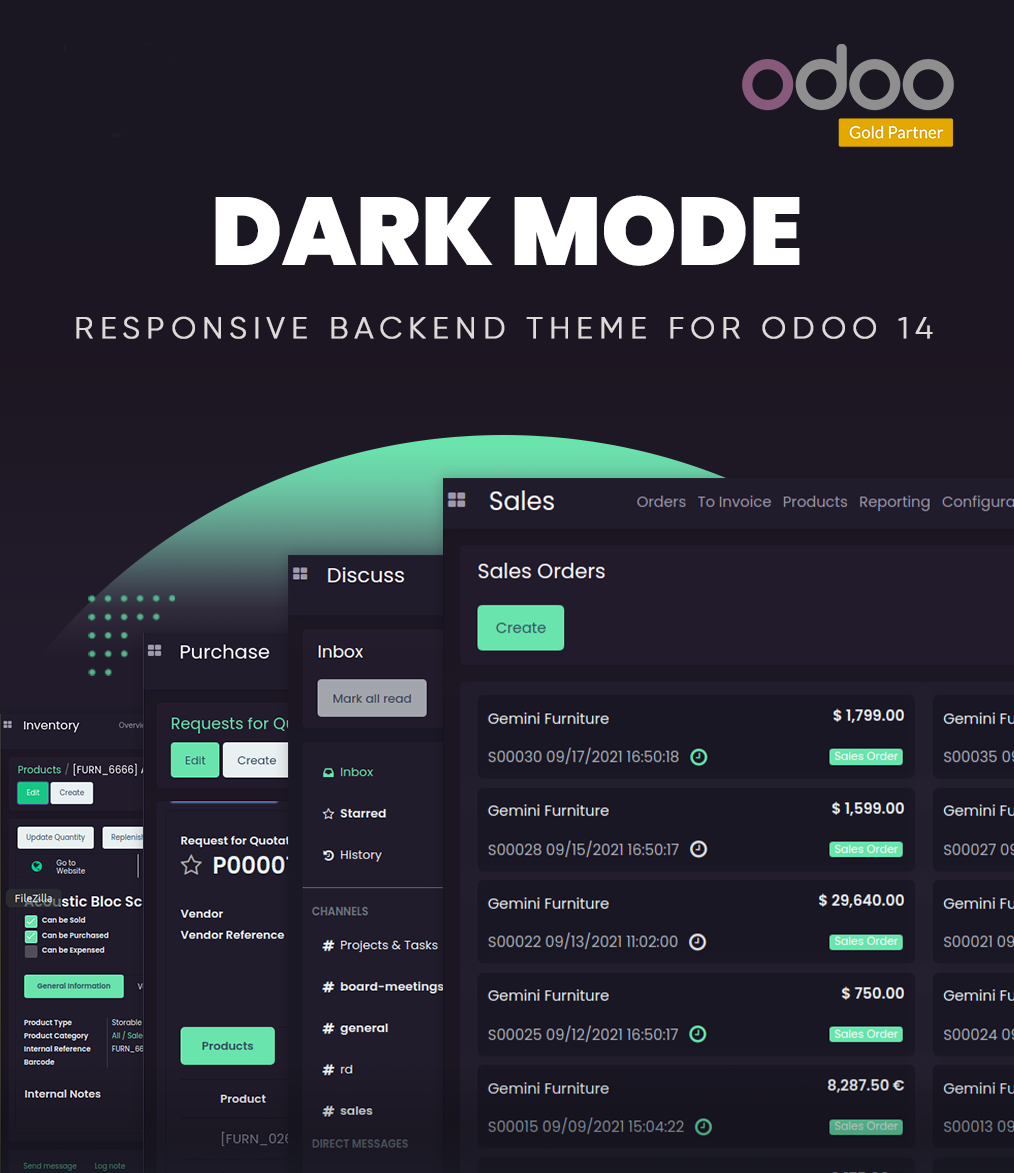 odoo
Gold Partner
DARK MODE
RESPONSIVE BACKEND THEME FOR ODOO 14
Sales
Orders To Invoice Products Reporting Configura
Sales Orders
Create
Gemini Furniture $ 1,799.00
S00030 09/17/2021 16:50:18 Sales Order
Gemini Furniture $ 1,599.00
S00028 09/15/2021 16:50:17 Sales Order
Gemini Furniture $ 29,640.00
S00022 09/13/2021 11:02:00 Sales Order
Gemini Furniture $ 750.00
S00025 09/12/2021 16:50:17 Sales Order
Gemini Furniture 8,287.50 €
S00015 09/09/2021 15:04:22 Sales Order
Gemini Fu
S00035 09
Gemini Fu
S00027 09
Gemini Fu
S00021 09
Gemini Fu
S00024 09
Gemini Fu
S00013 09
Discuss
Inbox
Mark all read
Inbox
Starred
History
CHANNELS
# Projects & Tasks
# board-meetings
# general
# rd
# sales
DIRECT MESSAGES
Purchase
Requests for Qu
Edit Create
Request for Quotat
P0000
Vendor
Vendor Reference
Products
Product
[FURN_026
Inventory Overvie
Products / [FURN_6666] A
Edit Create
Update Quantity Replenis
Go to
Website
FileZilla
stic Bloc Sc
Can be Sold
Can be Purchased
Can be Expensed
General Information V
Product Type Storable
Product Category All / Sale
Internal Reference FURN_66
Barcode
Internal Notes
Send message Log note